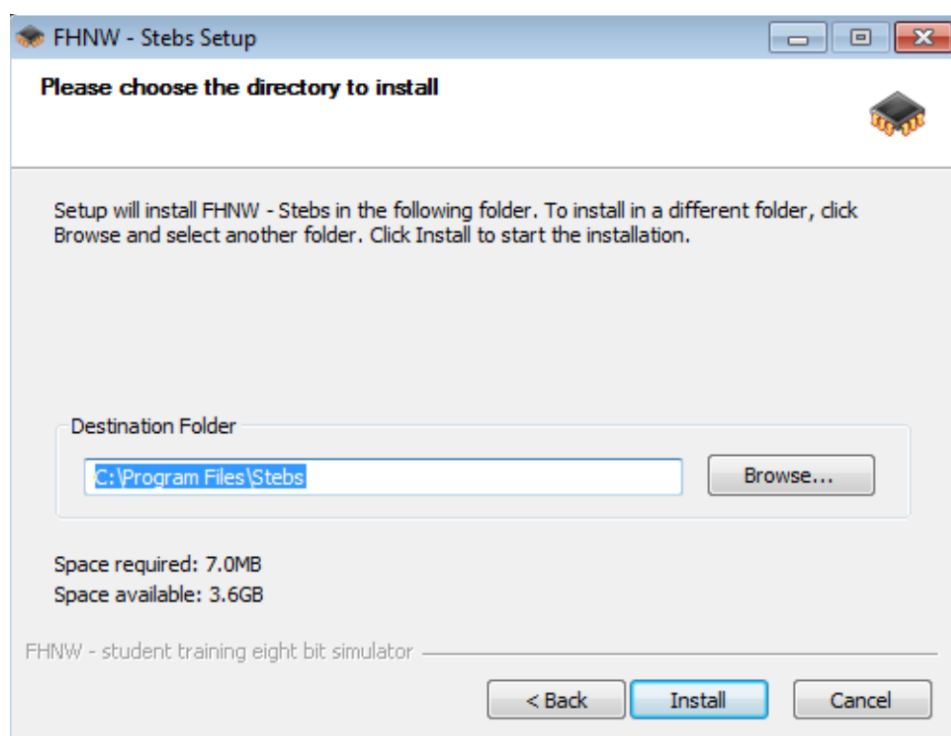 FHNW - Stebs Setup
Please choose the directory to install
Setup will install FHNW - Stebs in the following folder. To install in a different folder, click
Browse and select another folder. Click Install to start the installation.
Destination Folder
C:\Program Files\Stebs
Browse...
Space required: 7.0MB
Space available: 3.6GB
FHNW - student training eight bit simulator
< Back
Install
Cancel